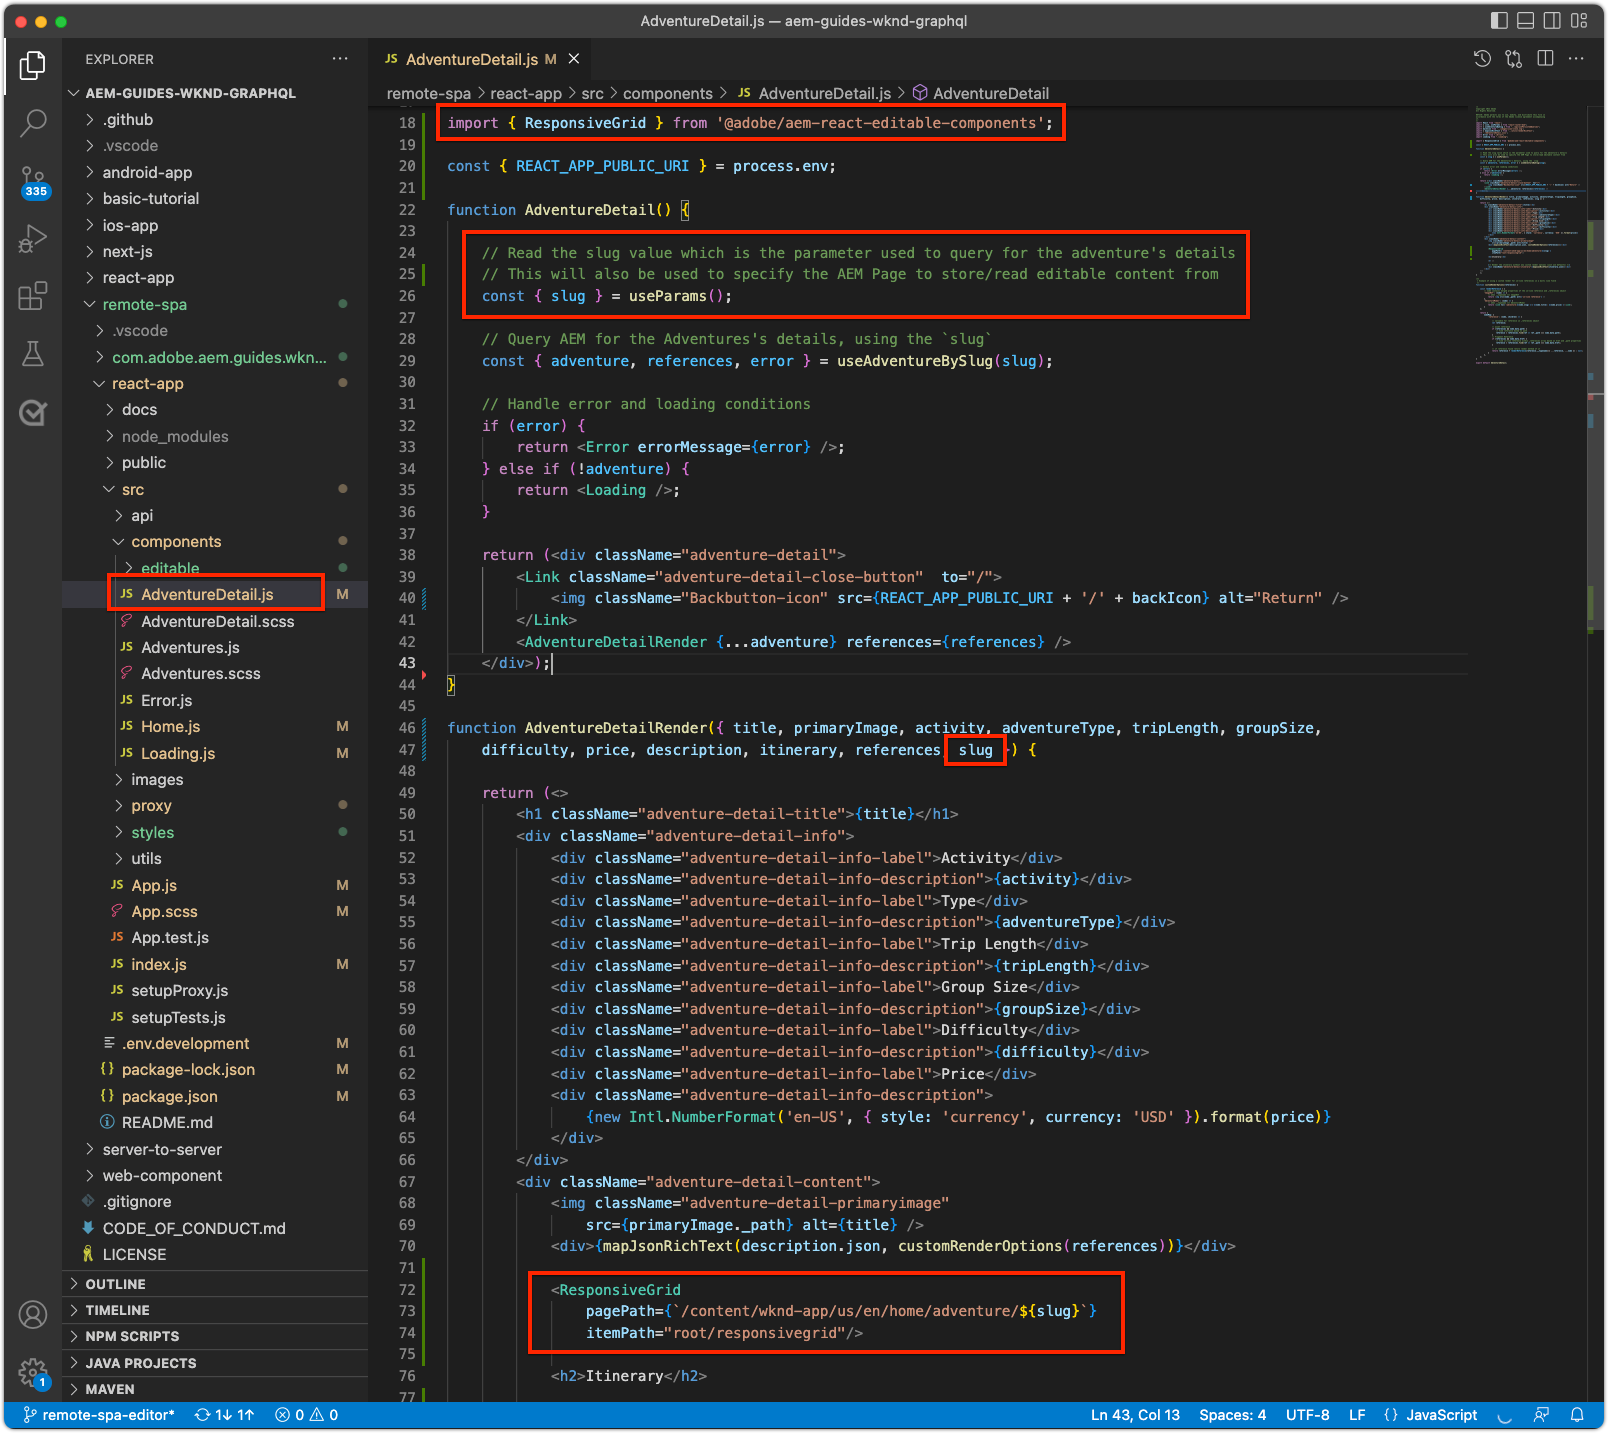 AdventureDetail.js — aem-guides-wknd-graphql
EXPLORER
AEM-GUIDES-WKND-GRAPHQL
.github
.vscode
android-app
basic-tutorial
ios-app
next-js
react-app
remote-spa
.vscode
com.adobe.aem.guides.wkn...
react-app
docs
node_modules
public
src
api
components
editable
JS AdventureDetail.js M
AdventureDetail.scss
JS Adventures.js
Adventures.scss
JS Error.js
JS Home.js M
JS Loading.js M
images
proxy
styles
utils
JS App.js M
App.scss M
JS App.test.js
JS index.js M
JS setupProxy.js
JS setupTests.js
.env.development M
{} package-lock.json M
{} package.json M
README.md
server-to-server
web-component
.gitignore
CODE_OF_CONDUCT.md
LICENSE
OUTLINE
TIMELINE
NPM SCRIPTS
JAVA PROJECTS
MAVEN
335
1
JS AdventureDetail.js M
remote-spa > react-app > src > components > JS AdventureDetail.js > AdventureDetail
18 import { ResponsiveGrid } from '@adobe/aem-react-editable-components';
19
20 const { REACT_APP_PUBLIC_URI } = process.env;
21
22 function AdventureDetail() {
23
24 // Read the slug value which is the parameter used to query for the adventure's details
25 // This will also be used to specify the AEM Page to store/read editable content from
26 const { slug } = useParams();
27
28 // Query AEM for the Adventures's details, using the `slug`
29 const { adventure, references, error } = useAdventureBySlug(slug);
30
31 // Handle error and loading conditions
32 if (error) {
33 return <Error errorMessage={error} />;
34 } else if (!adventure) {
35 return <Loading />;
36 }
37
38 return (<div className="adventure-detail">
39 <Link className="adventure-detail-close-button"  to="/">
40 <img className="Backbutton-icon" src={REACT_APP_PUBLIC_URI + '/' + backIcon} alt="Return" />
41 </Link>
42 <AdventureDetailRender {...adventure} references={references} />
43 </div>);
44 }
45
46 function AdventureDetailRender({ title, primaryImage, activity, adventureType, tripLength, groupSize,
47 difficulty, price, description, itinerary, references slug ) {
48
49 return (<>
50 <h1 className="adventure-detail-title">{title}</h1>
51 <div className="adventure-detail-info">
52 <div className="adventure-detail-info-label">Activity</div>
53 <div className="adventure-detail-info-description">{activity}</div>
54 <div className="adventure-detail-info-label">Type</div>
55 <div className="adventure-detail-info-description">{adventureType}</div>
56 <div className="adventure-detail-info-label">Trip Length</div>
57 <div className="adventure-detail-info-description">{tripLength}</div>
58 <div className="adventure-detail-info-label">Group Size</div>
59 <div className="adventure-detail-info-description">{groupSize}</div>
60 <div className="adventure-detail-info-label">Difficulty</div>
61 <div className="adventure-detail-info-description">{difficulty}</div>
62 <div className="adventure-detail-info-label">Price</div>
63 <div className="adventure-detail-info-description">
64 {new Intl.NumberFormat('en-US', { style: 'currency', currency: 'USD' }).format(price)}
65 </div>
66 </div>
67 <div className="adventure-detail-content">
68 <img className="adventure-detail-primaryimage"
69 src={primaryImage._path} alt={title} />
70 <div>{mapJsonRichText(description.json, customRenderOptions(references))}</div>
71
72 <ResponsiveGrid
73 pagePath={`/content/wknd-app/us/en/home/adventure/${slug}`}
74 itemPath="root/responsivegrid"/>
75
76 <h2>Itinerary</h2>
77
remote-spa-editor* 1↓ 1↑ 0 0
Ln 43, Col 13 Spaces: 4 UTF-8 LF {} JavaScript